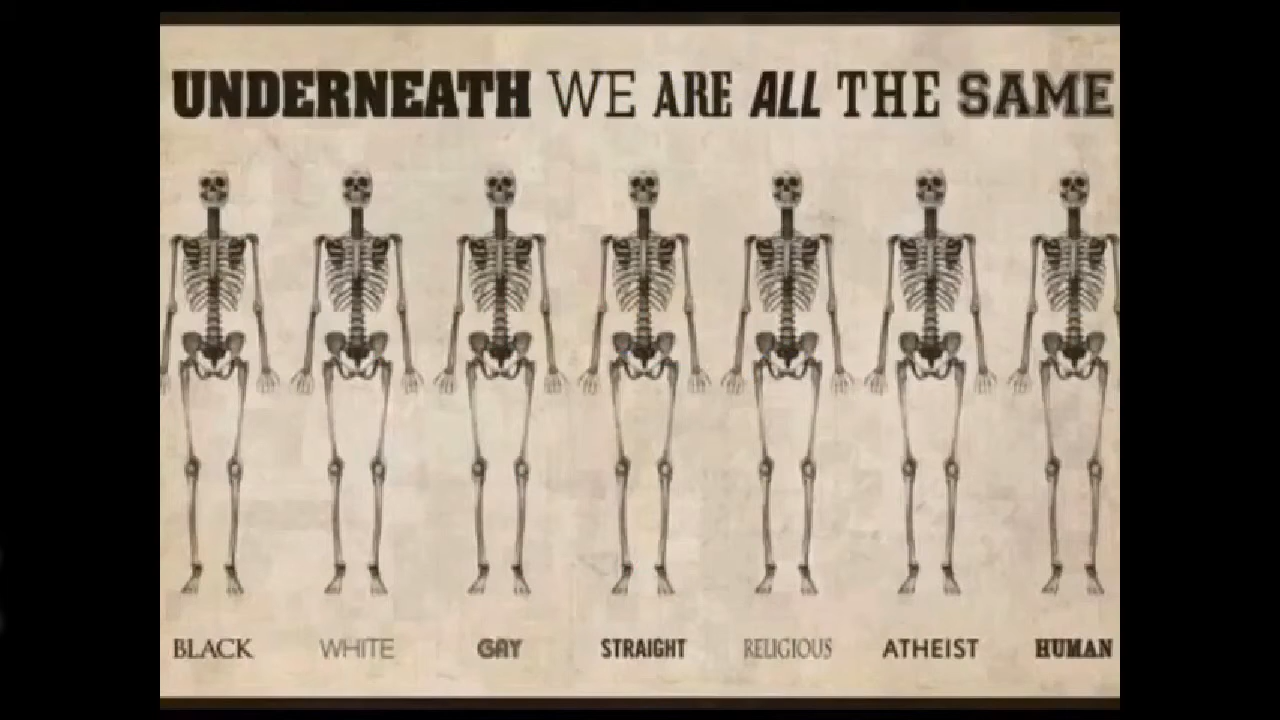 UNDERNEATH WE ARE ALL THE SAME
BLACK WHITE GAY STRAIGHT RELIGIOUS ATHEIST HUMAN